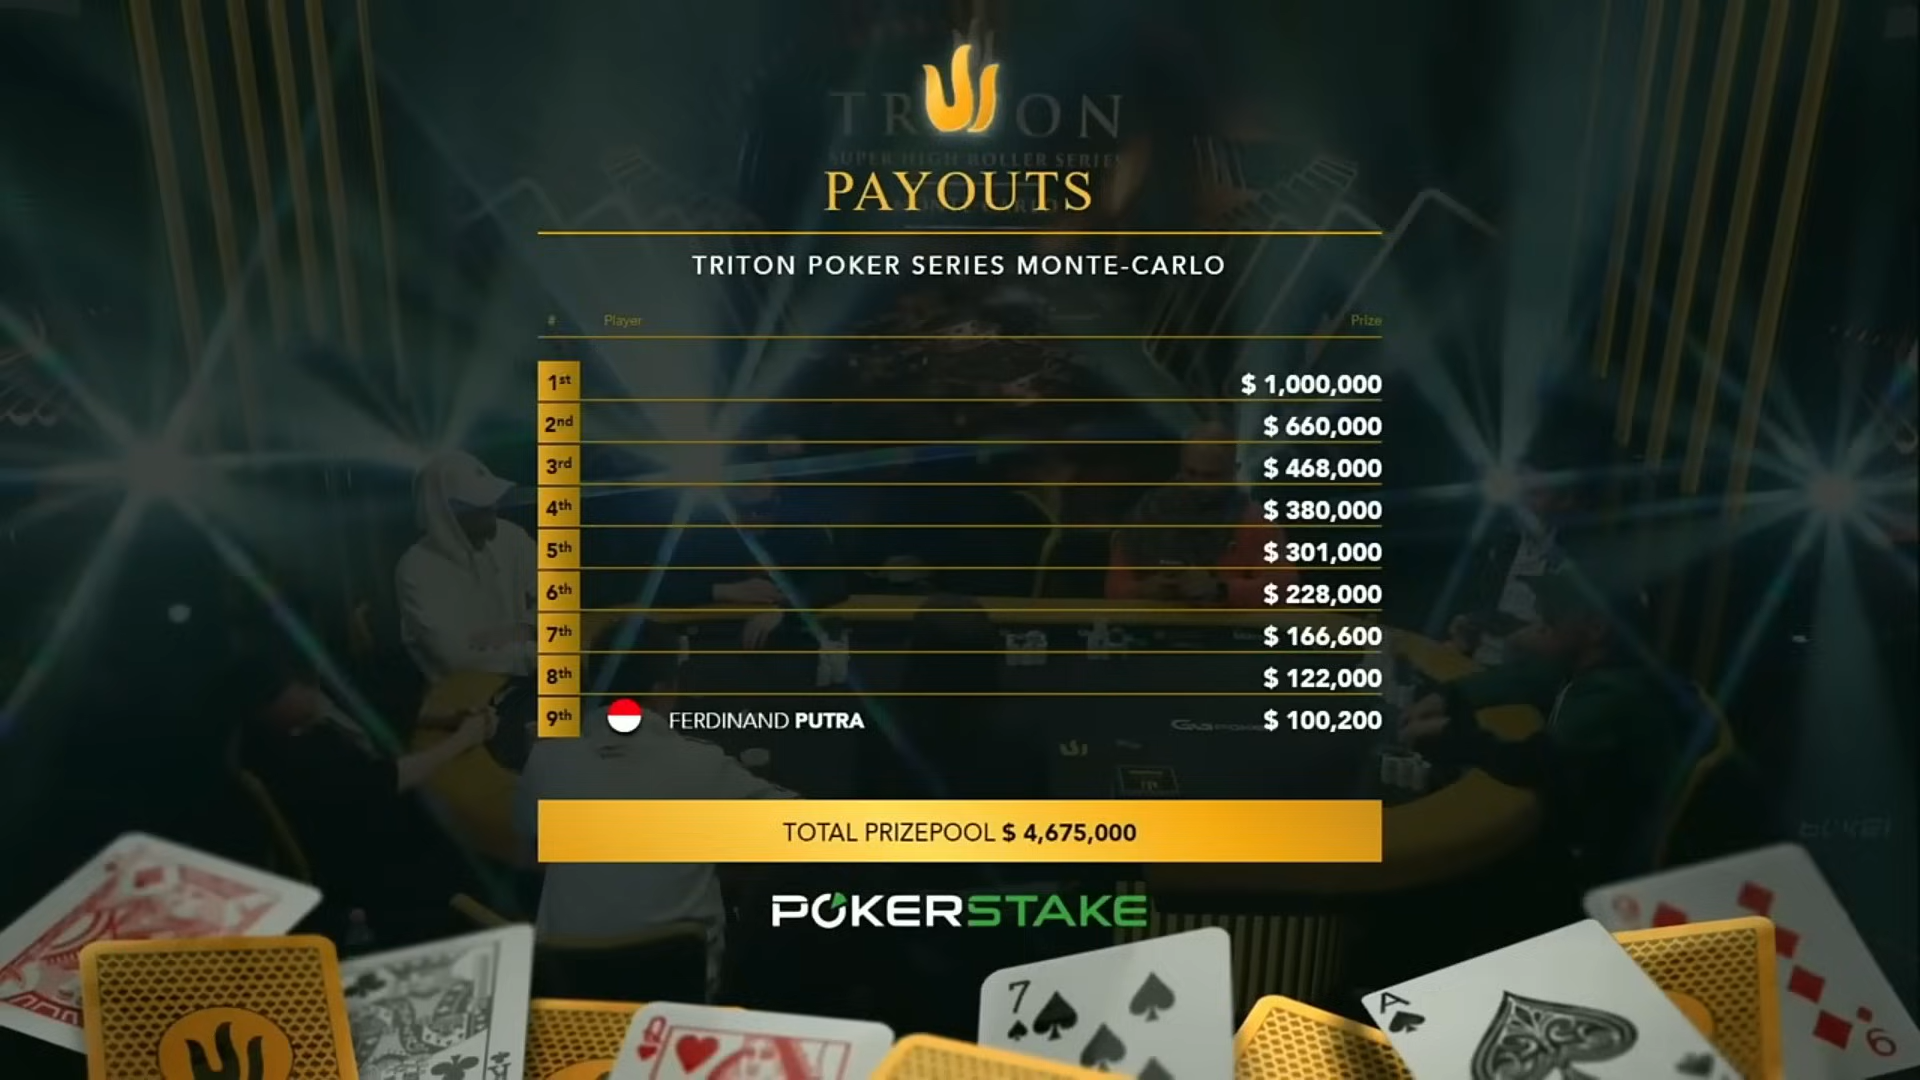 TRITON
SUPER HIGH ROLLER SERIES
PAYOUTS
TRITON POKER SERIES MONTE-CARLO
# Player Prize
1st $ 1,000,000
2nd $ 660,000
3rd $ 468,000
4th $ 380,000
5th $ 301,000
6th $ 228,000
7th $ 166,600
8th $ 122,000
9th FERDINAND PUTRA $ 100,200
TOTAL PRIZEPOOL $ 4,675,000
POKERSTAKE
7
A
9